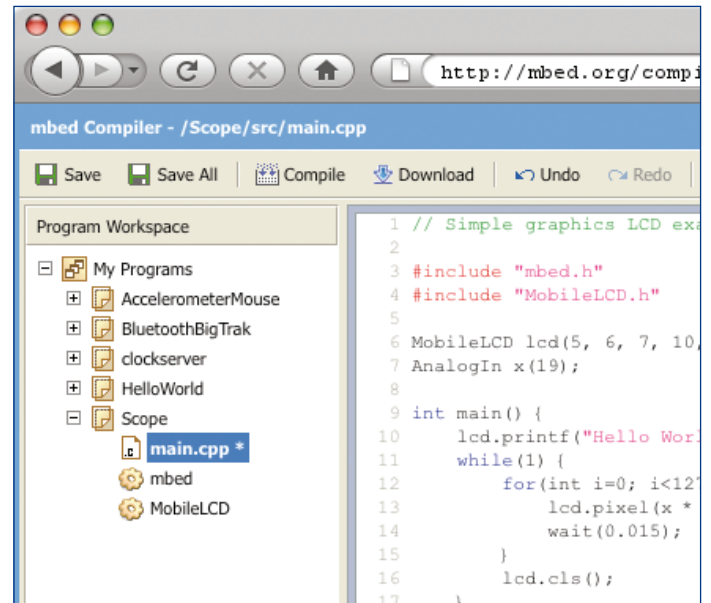 http://mbed.org/compi
mbed Compiler - /Scope/src/main.cpp
Save Save All Compile Download Undo Redo
Program Workspace
My Programs
AccelerometerMouse
BluetoothBigTrak
clockserver
HelloWorld
Scope
.c main.cpp *
mbed
MobileLCD
1 // Simple graphics LCD exa
2
3 #include "mbed.h"
4 #include "MobileLCD.h"
5
6 MobileLCD lcd(5, 6, 7, 10,
7 AnalogIn x(19);
8
9 int main() {
10 lcd.printf("Hello Worl
11 while(1) {
12 for(int i=0; i<127
13 lcd.pixel(x *
14 wait(0.015);
15 }
16 lcd.cls();
17 }